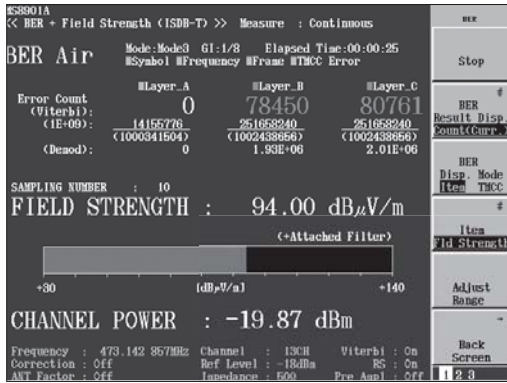 MS8901A
<< BER + Field Strength (ISDB-T) >> Measure : Continuous
BER Air
Mode:Mode3 GI:1/8 Elapsed Time:00:00:25
Symbol Frequency Frame TMCC Error
Layer_A Layer_B Layer_C
Error Count
(Viterbi): 0 78450 80761
(1E+09): 14155776 251658240 251658240
(1000341504) (1002438656) (1002438656)
(Demod): 0 1.93E+06 2.01E+06
SAMPLING NUMBER : 10
FIELD STRENGTH : 94.00 dBμV/m
(+Attached Filter)
+30 [dBμV/m] +140
CHANNEL POWER : -19.87 dBm
Frequency : 473.142 857MHz Channel : 13CH Viterbi : On
Correction : Off Ref Level : -18dBm RS : On
ANT Factor : Off Impedance : 50Ω Pre Ampl : Off
BER
Stop
#
BER
Result Disp.
Count(Curr.)
BER
Disp. Mode
Item TMCC
#
Item
Fld Strength
Adjust
Range
→
Back
Screen
1 2 3